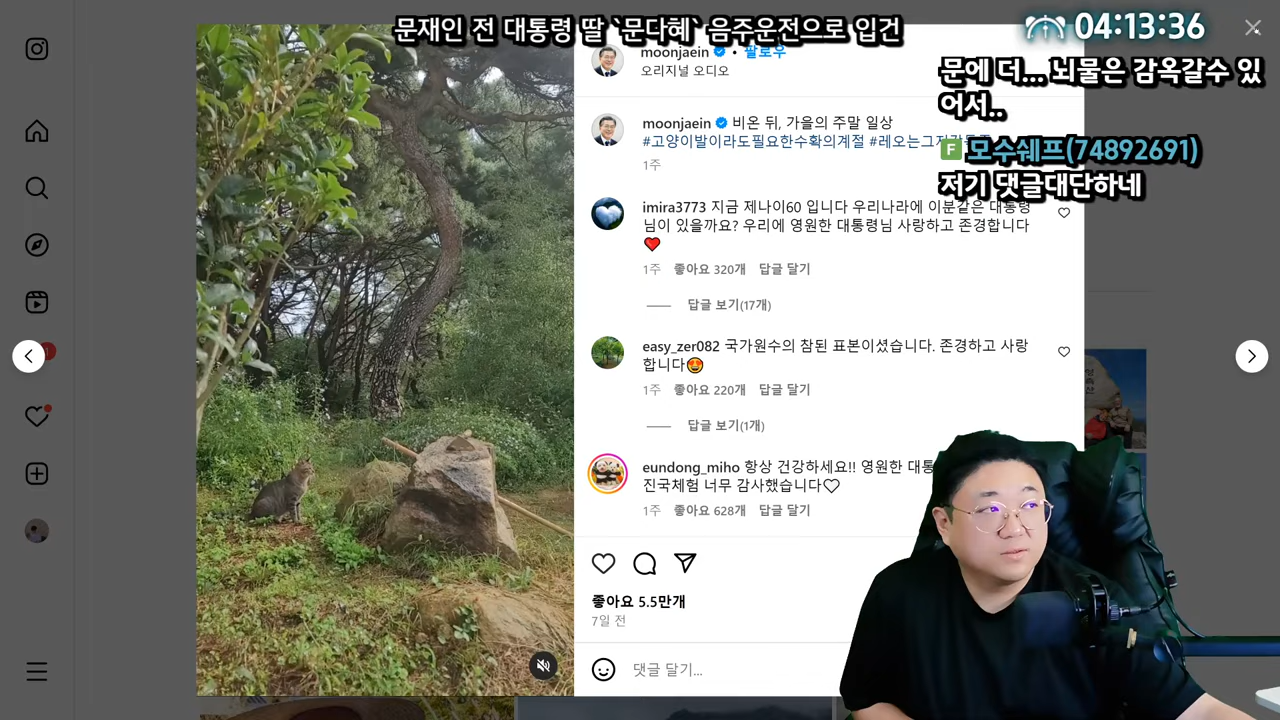 문재인 전 대통령 딸 `문다혜` 음주운전으로 입건
04:13:36
문에 더... 뇌물은 감옥갈수 있
어서..
F 모수쉐프(74892691)
저기 댓글대단하네
moonjaein • 팔로우
오리지널 오디오
moonjaein 비온 뒤, 가을의 주말 일상
#고양이발이라도필요한수확의계절
1주
imira3773 지금 제나이60 입니다 우리나라에 이분같은 대통령
님이 있을까요? 우리에 영원한 대통령님 사랑하고 존경합니다
❤️
1주 좋아요 320개 답글 달기
답글 보기(17개)
easy_zer082 국가원수의 참된 표본이셨습니다. 존경하고 사랑
합니다🤩
1주 좋아요 220개 답글 달기
답글 보기(1개)
eundong_miho 항상 건강하세요!! 영원한
진국체험 너무 감사했습니다♡
1주 좋아요 628개 답글 달기
좋아요 5.5만개
7일 전
댓글 달기...